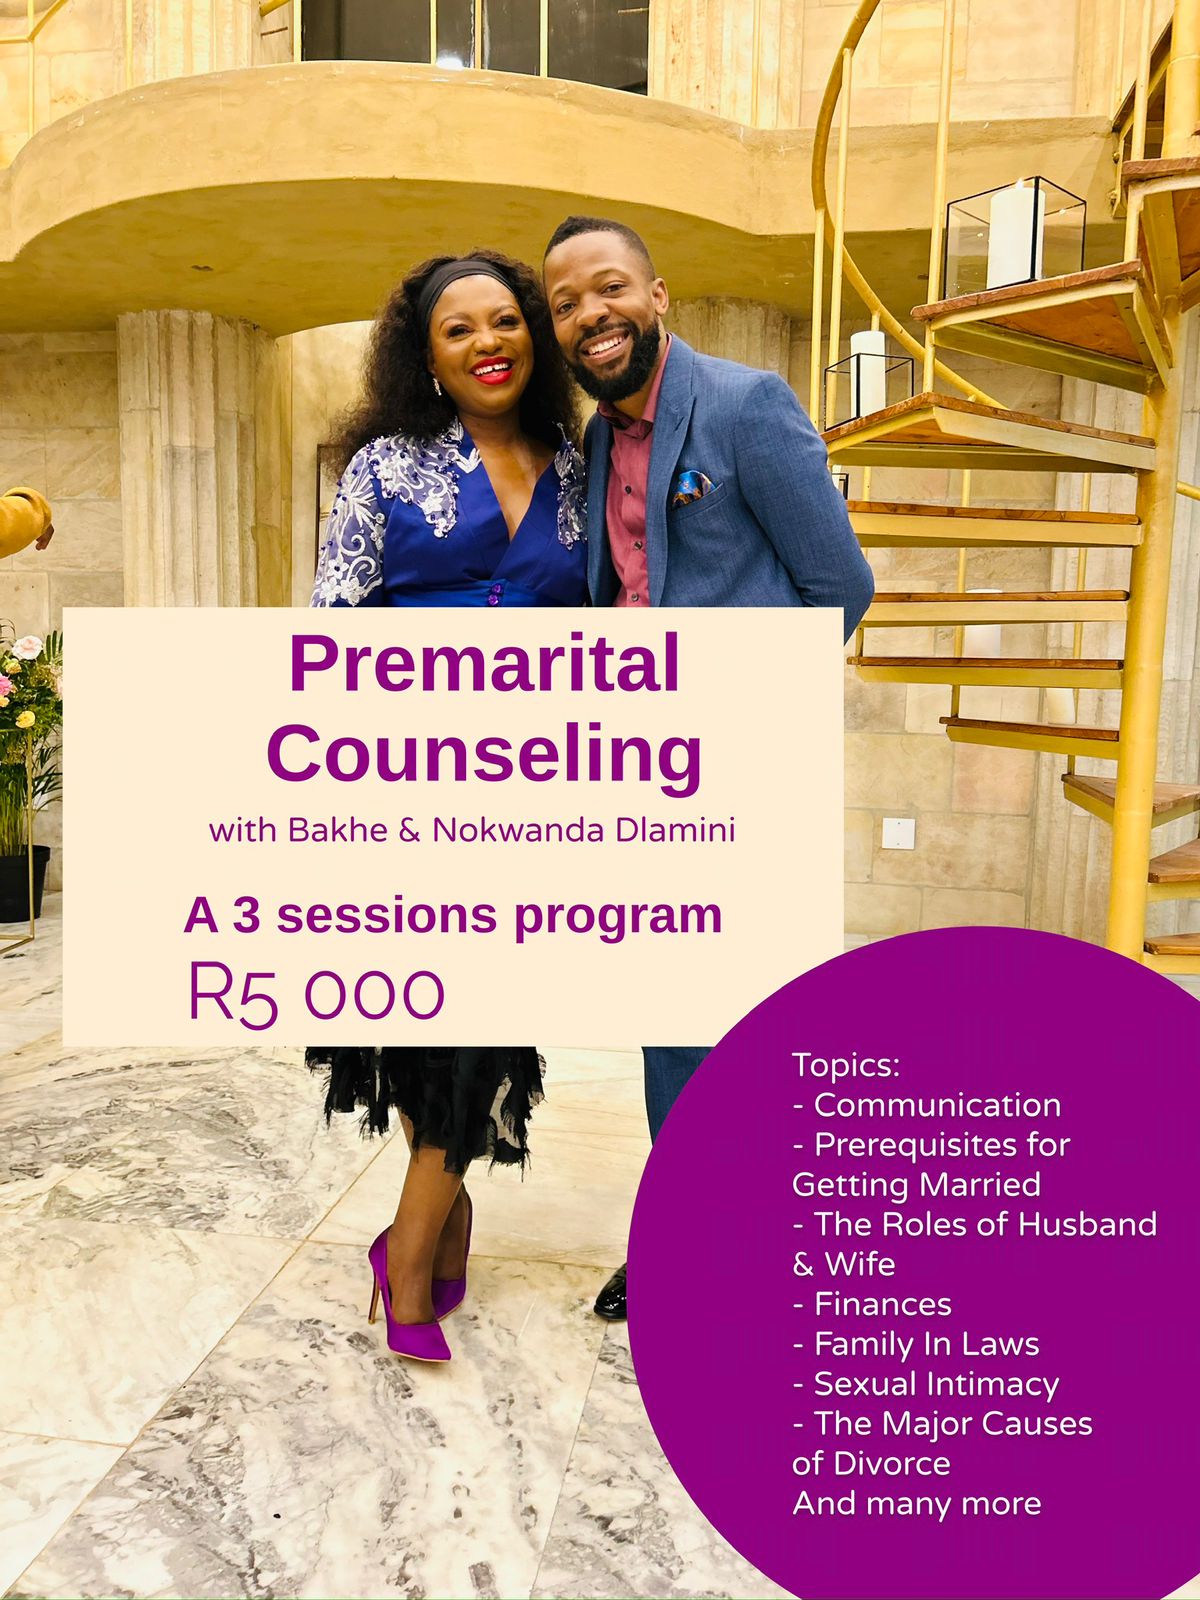 Premarital
Counseling
with Bakhe & Nokwanda Dlamini
A 3 sessions program
R5 000
Topics:
- Communication
- Prerequisites for
Getting Married
- The Roles of Husband
& Wife
- Finances
- Family In Laws
- Sexual Intimacy
- The Major Causes
of Divorce
And many more